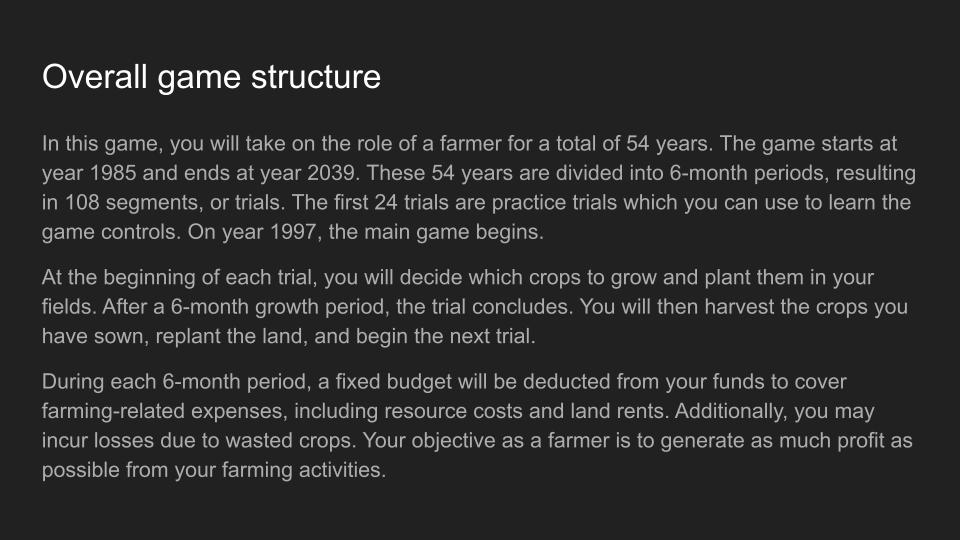 Overall game structure
In this game, you will take on the role of a farmer for a total of 54 years. The game starts at
year 1985 and ends at year 2039. These 54 years are divided into 6-month periods, resulting
in 108 segments, or trials. The first 24 trials are practice trials which you can use to learn the
game controls. On year 1997, the main game begins.
At the beginning of each trial, you will decide which crops to grow and plant them in your
fields. After a 6-month growth period, the trial concludes. You will then harvest the crops you
have sown, replant the land, and begin the next trial.
During each 6-month period, a fixed budget will be deducted from your funds to cover
farming-related expenses, including resource costs and land rents. Additionally, you may
incur losses due to wasted crops. Your objective as a farmer is to generate as much profit as
possible from your farming activities.